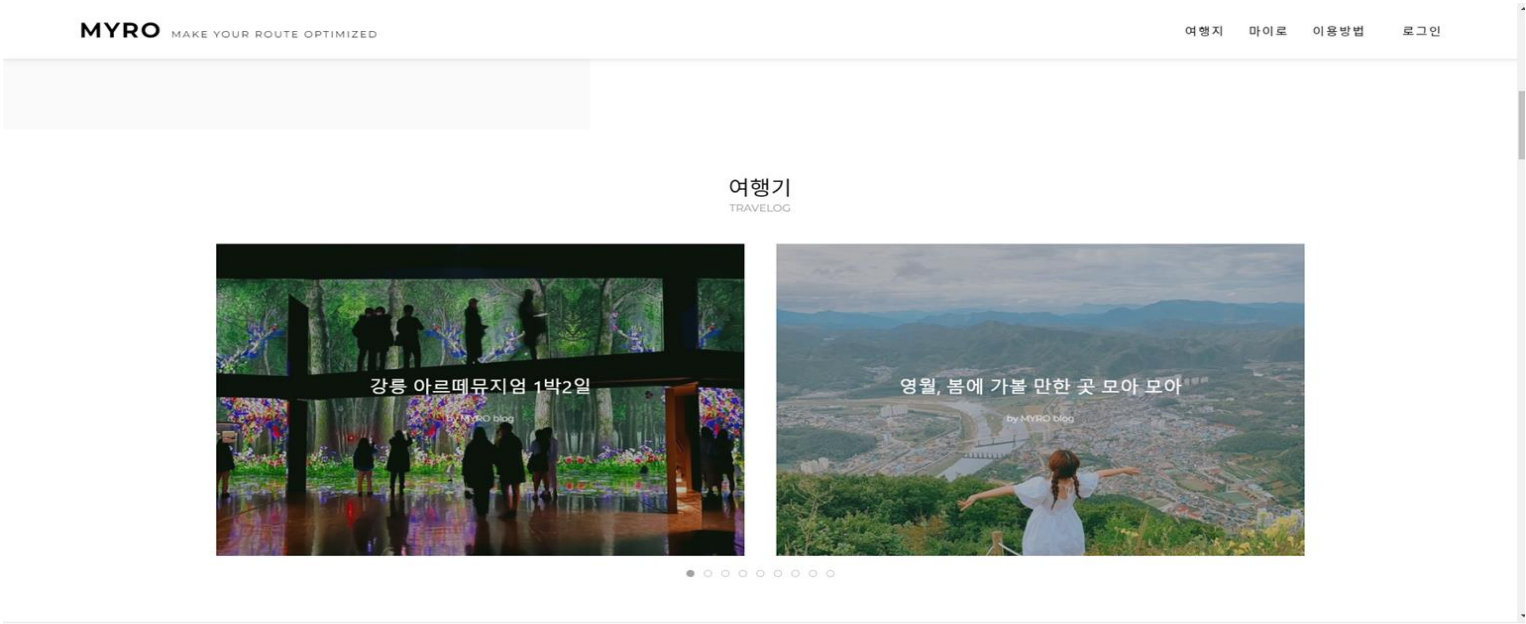 MYRO MAKE YOUR ROUTE OPTIMIZED
여행지 마이로 이용방법 로그인
여행기
TRAVELOG
강릉 아르떼뮤지엄 1박2일
by MYRO blog
영월, 봄에 가볼 만한 곳 모아 모아
by MYRO blog